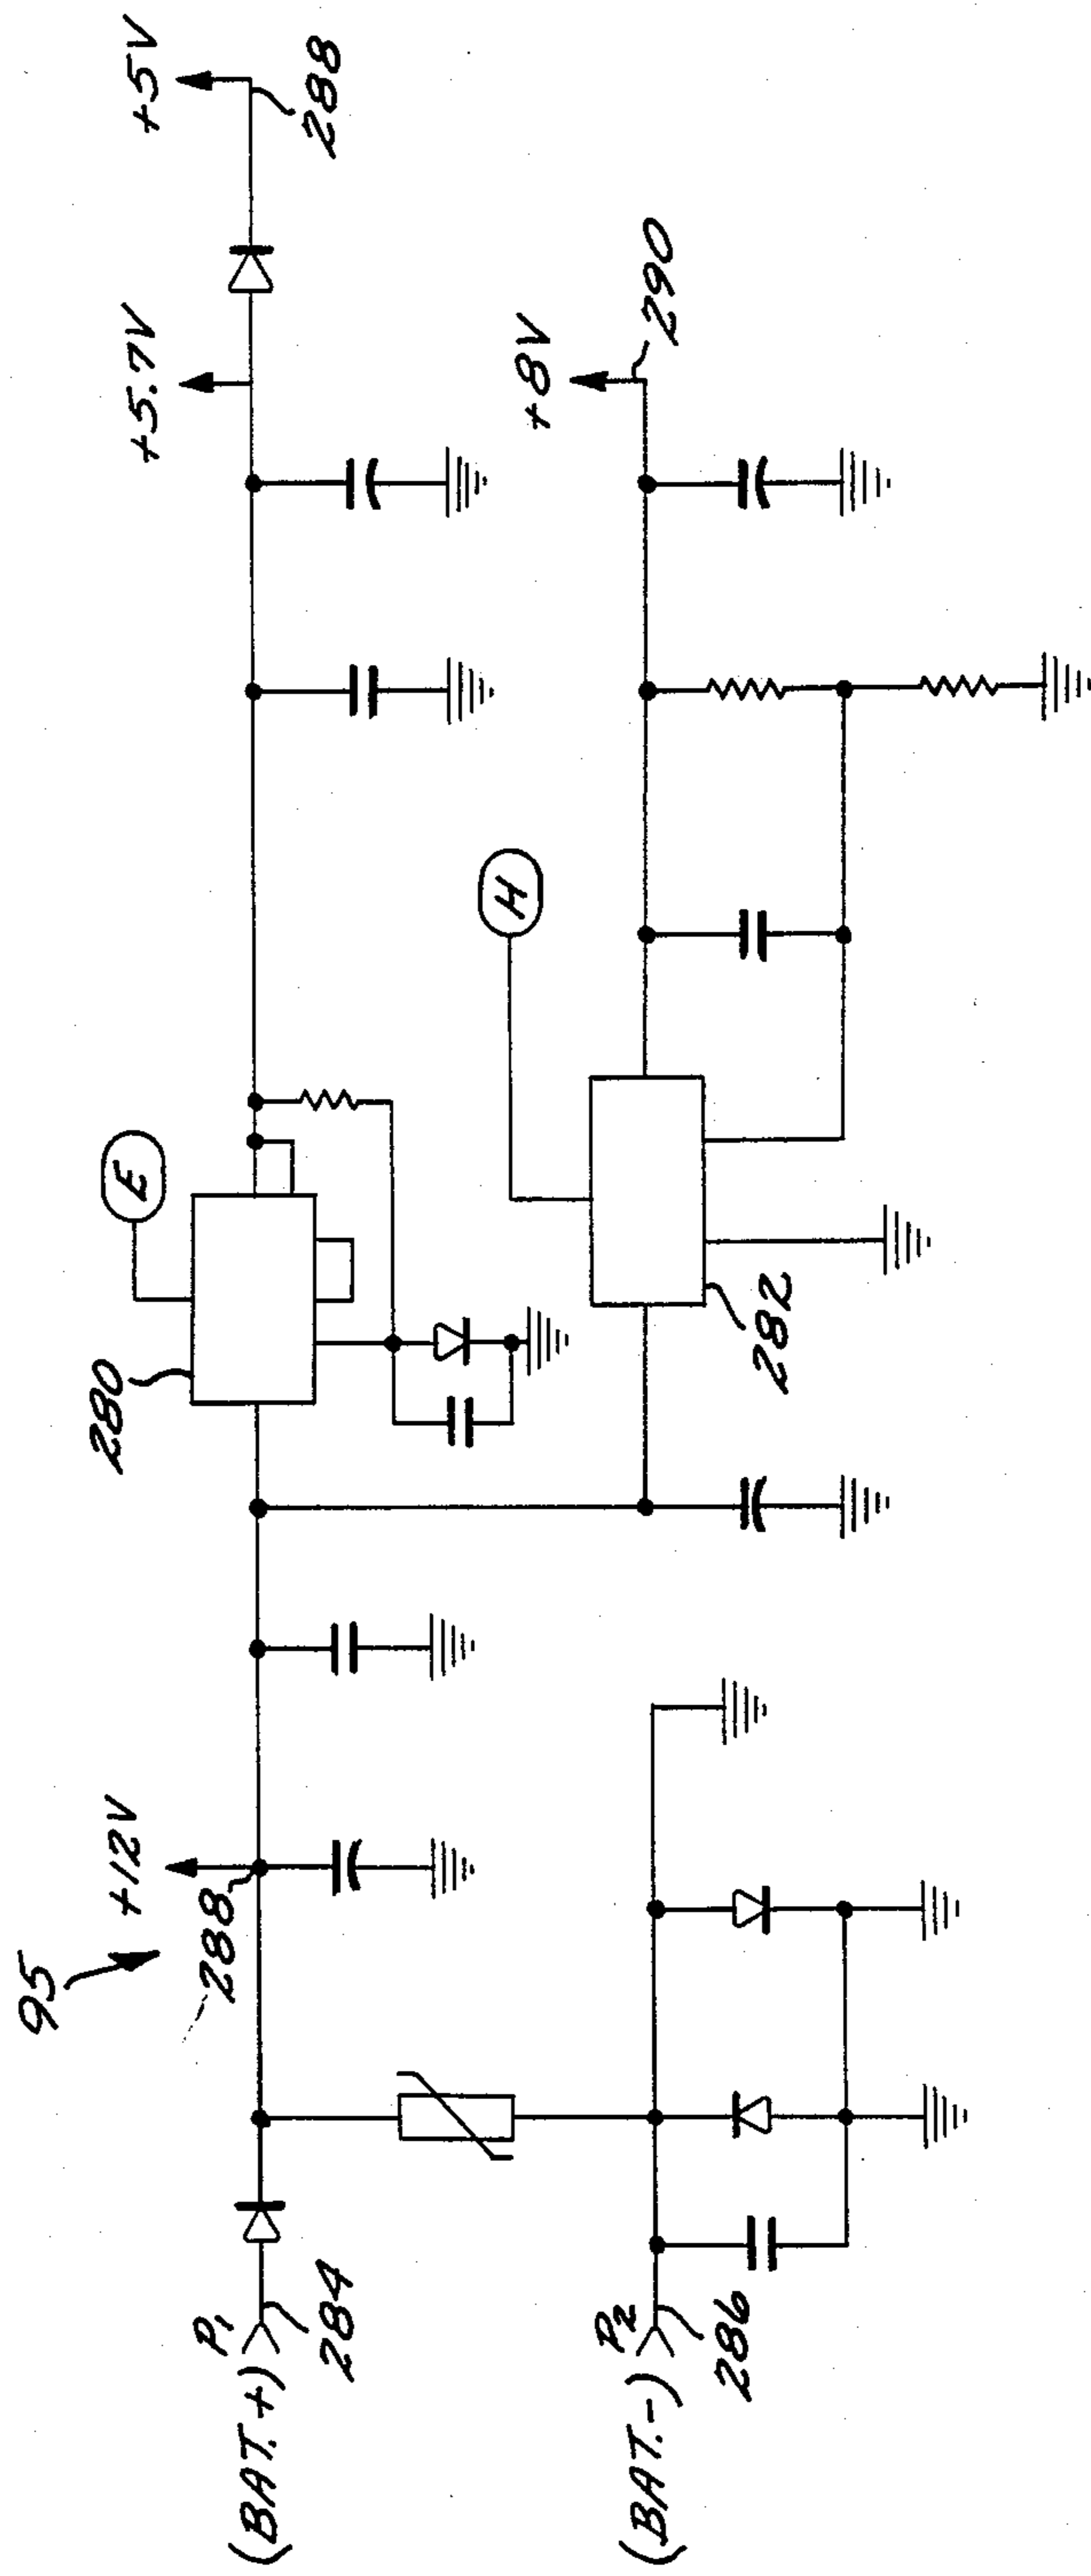 95
+12V
288
280
E
+5.7V
+5V
288
(BAT.+) P1
284
H
+8V
290
(BAT.-) P2
286
282